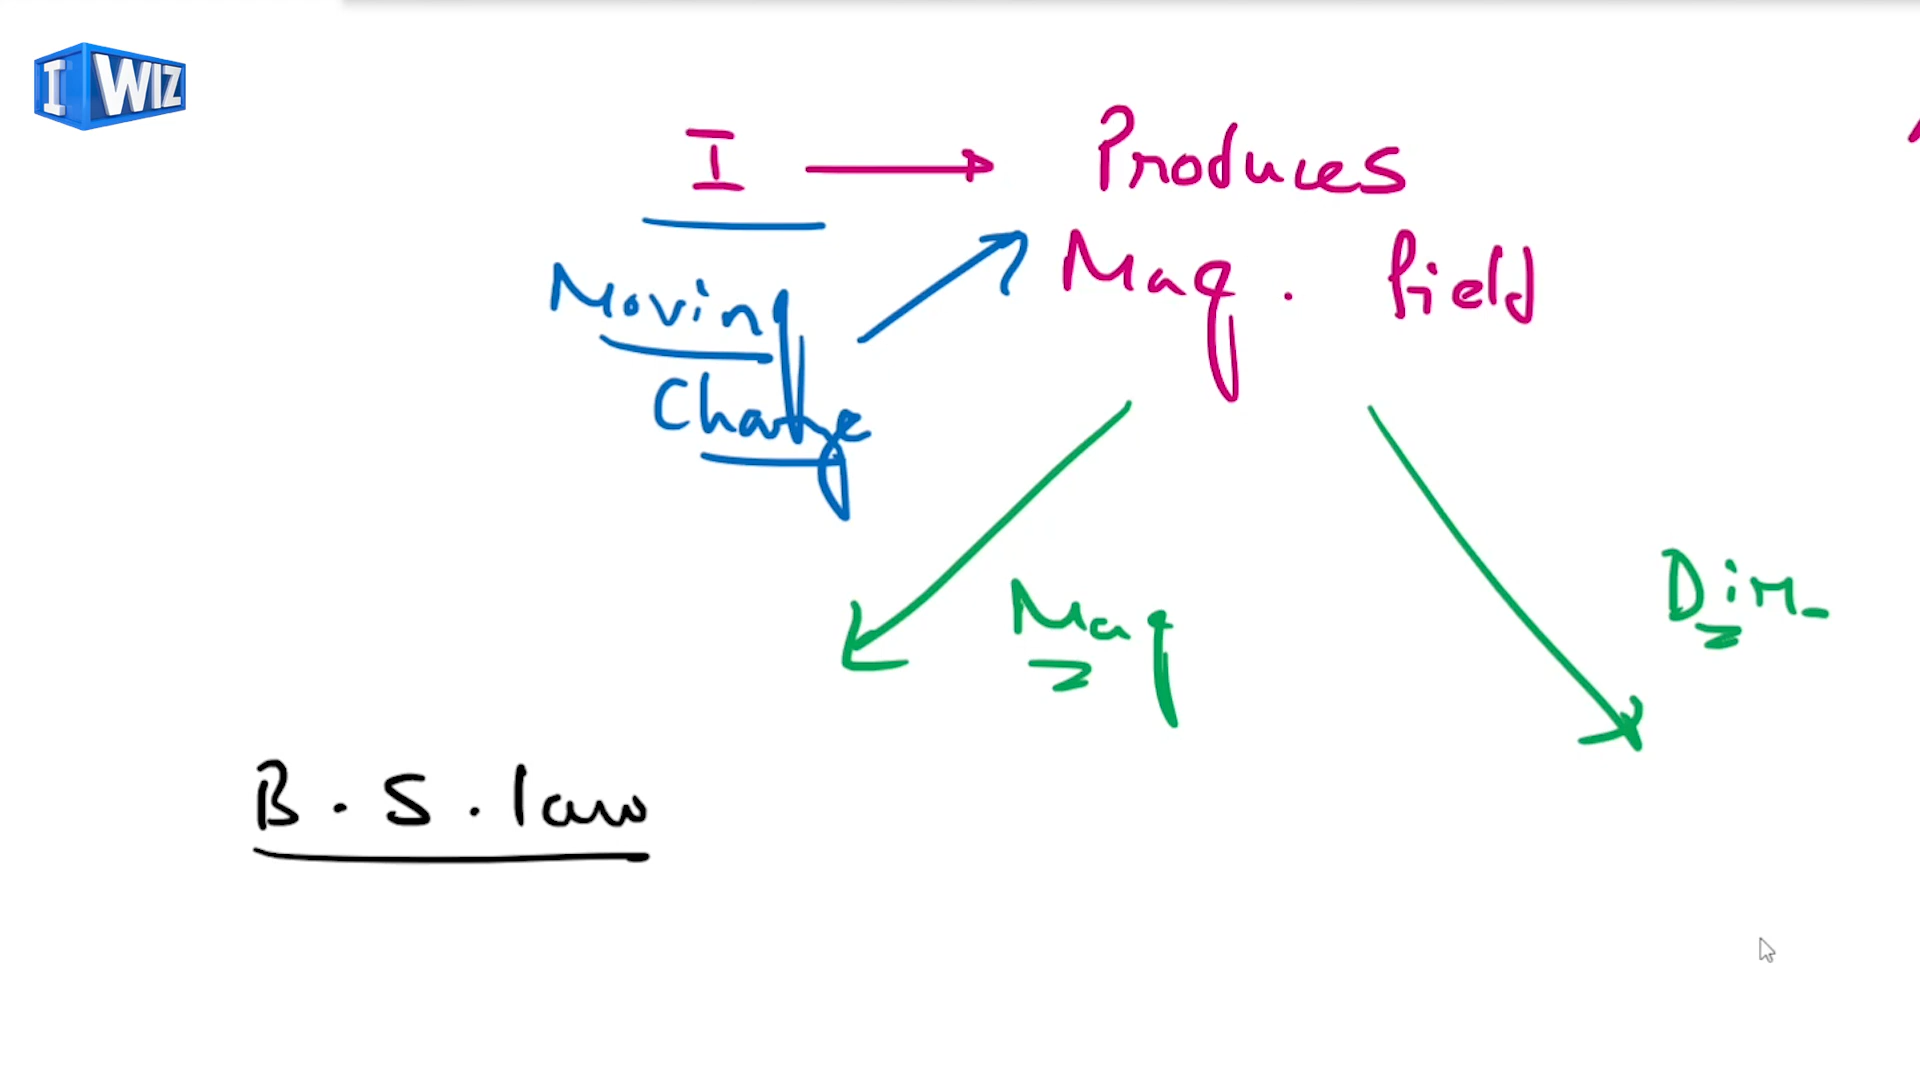 I WIZ
I → Produces
Mag. field
Moving
Charge
Mag
Dir.
B.S.law